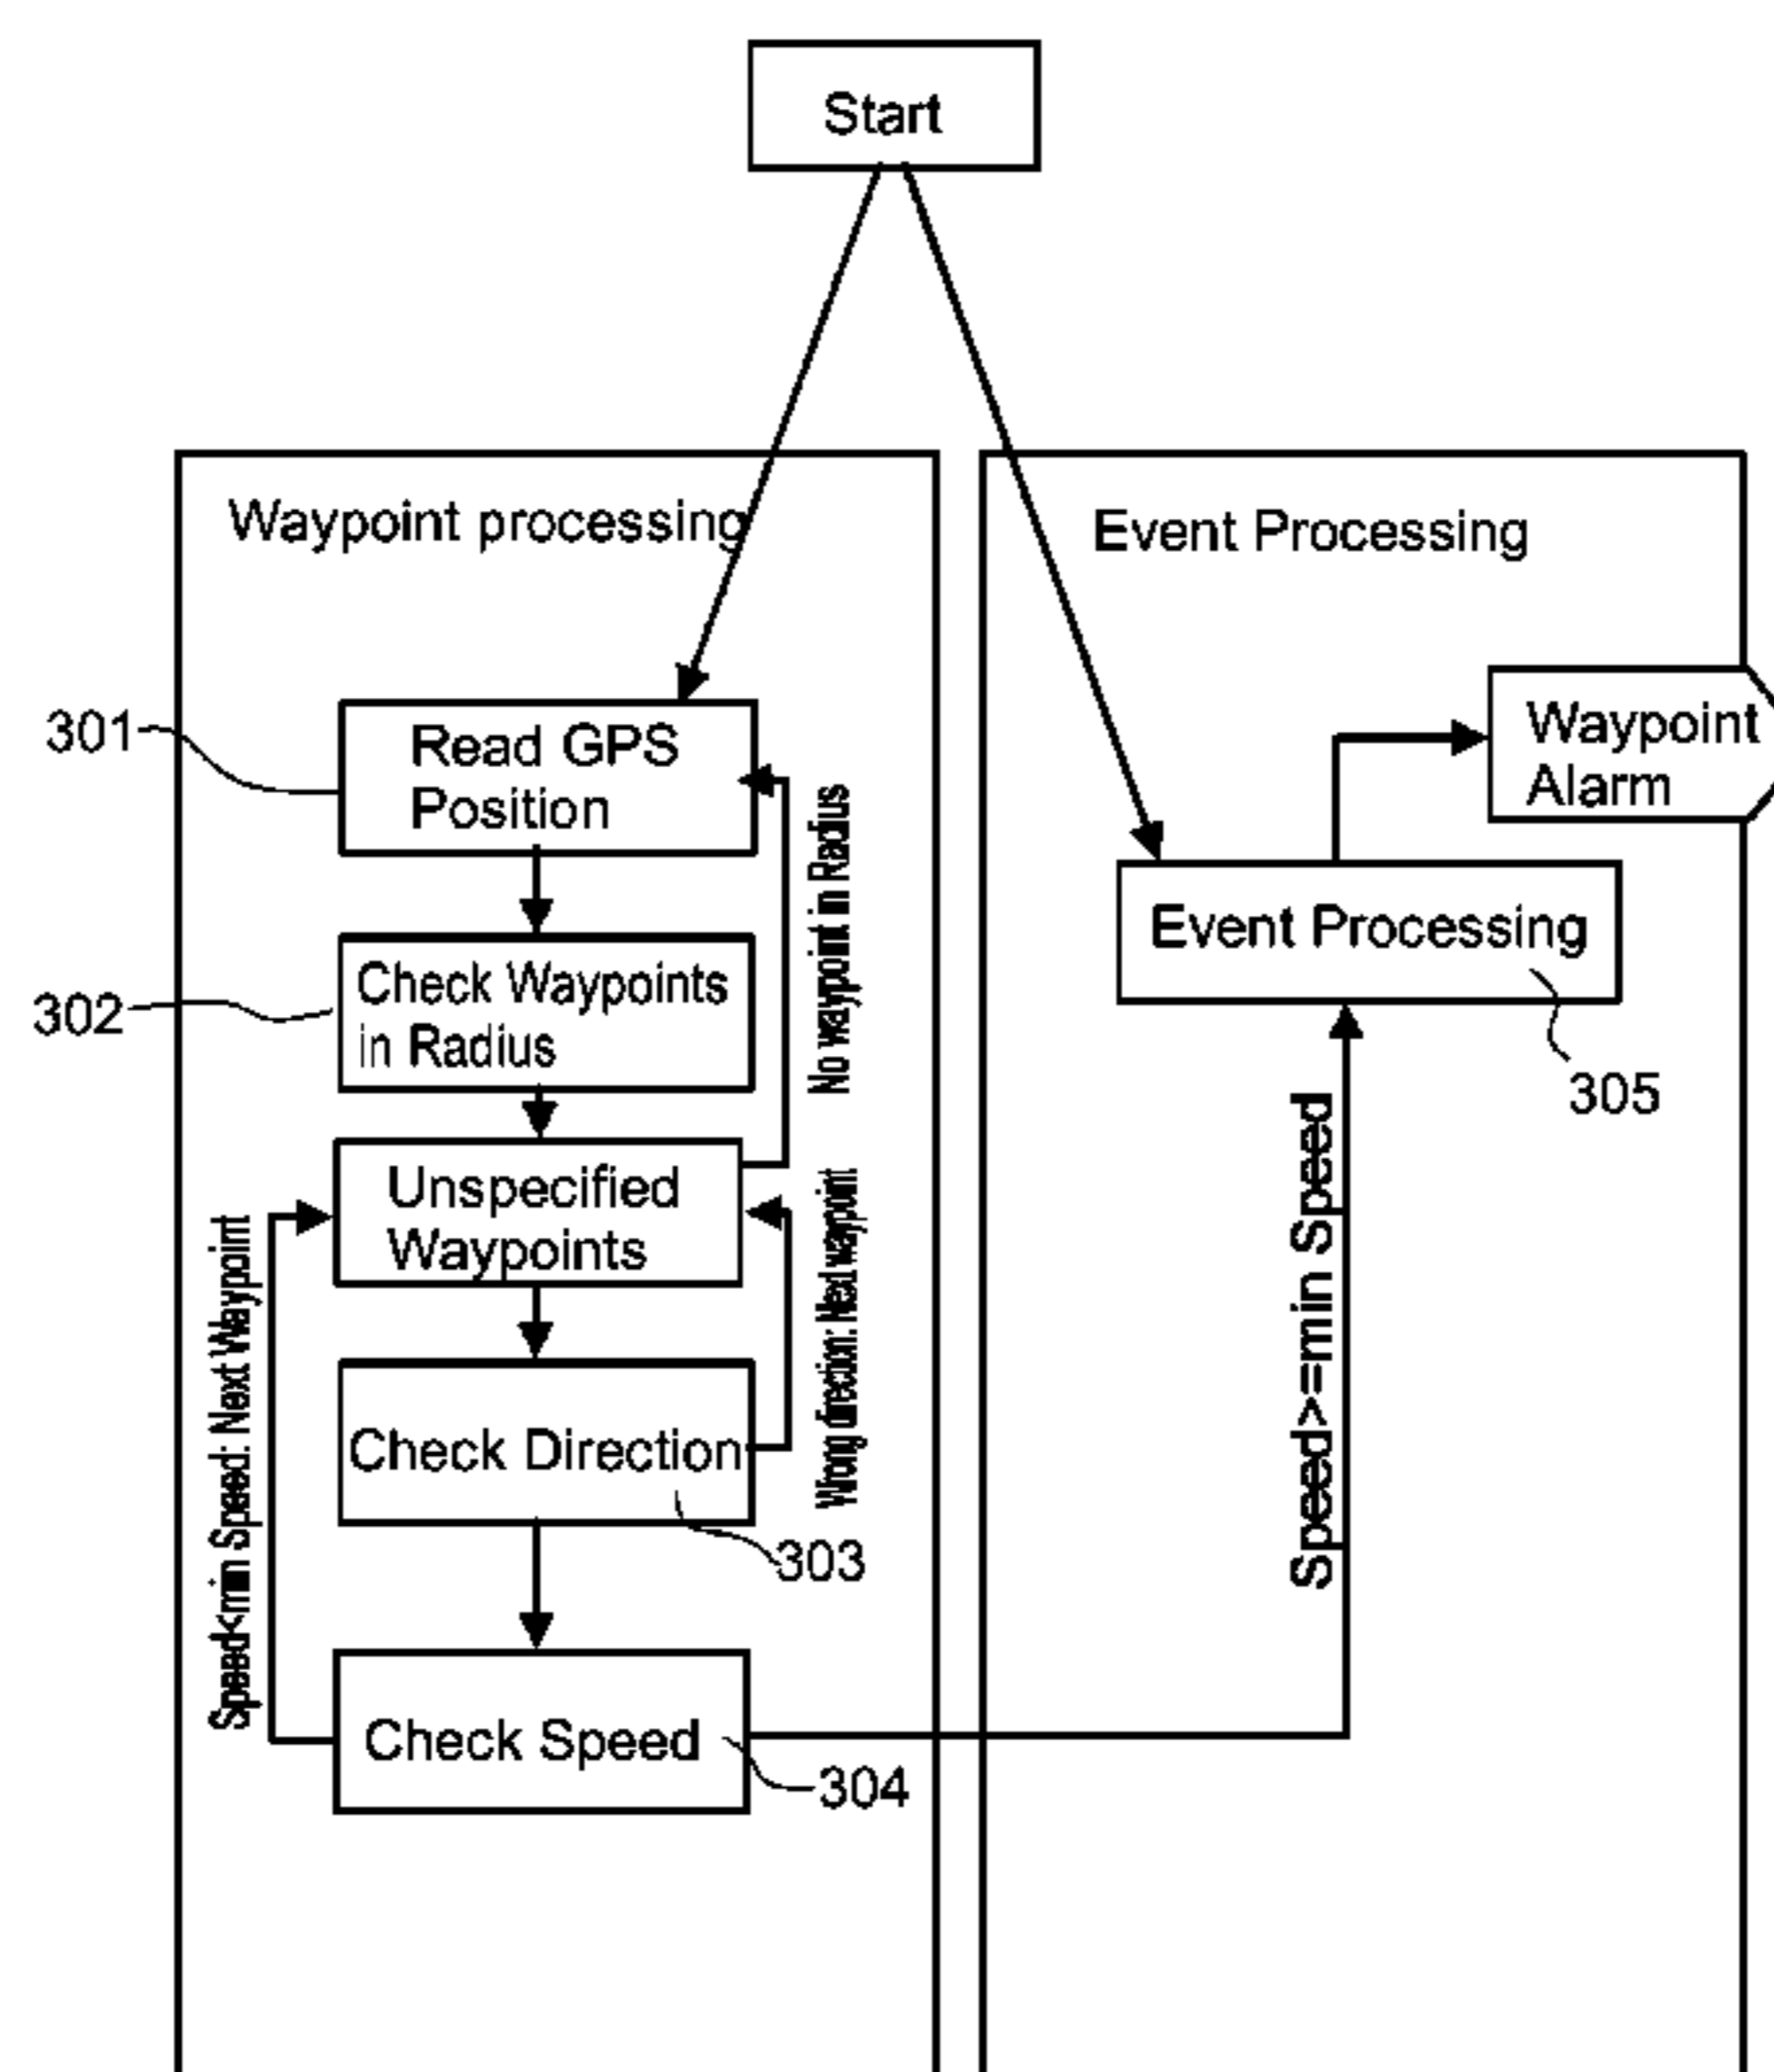 Start
Waypoint processing
Event Processing
301
Read GPS
Position
Waypoint
Alarm
No waypoint in Radius
Event Processing
302
Check Waypoints
in Radius
305
Unspecified
Waypoints
Wrong direction: Next waypoint
Speed<min Speed: Next Waypoint
Speed>=min Speed
Check Direction
303
Check Speed
304